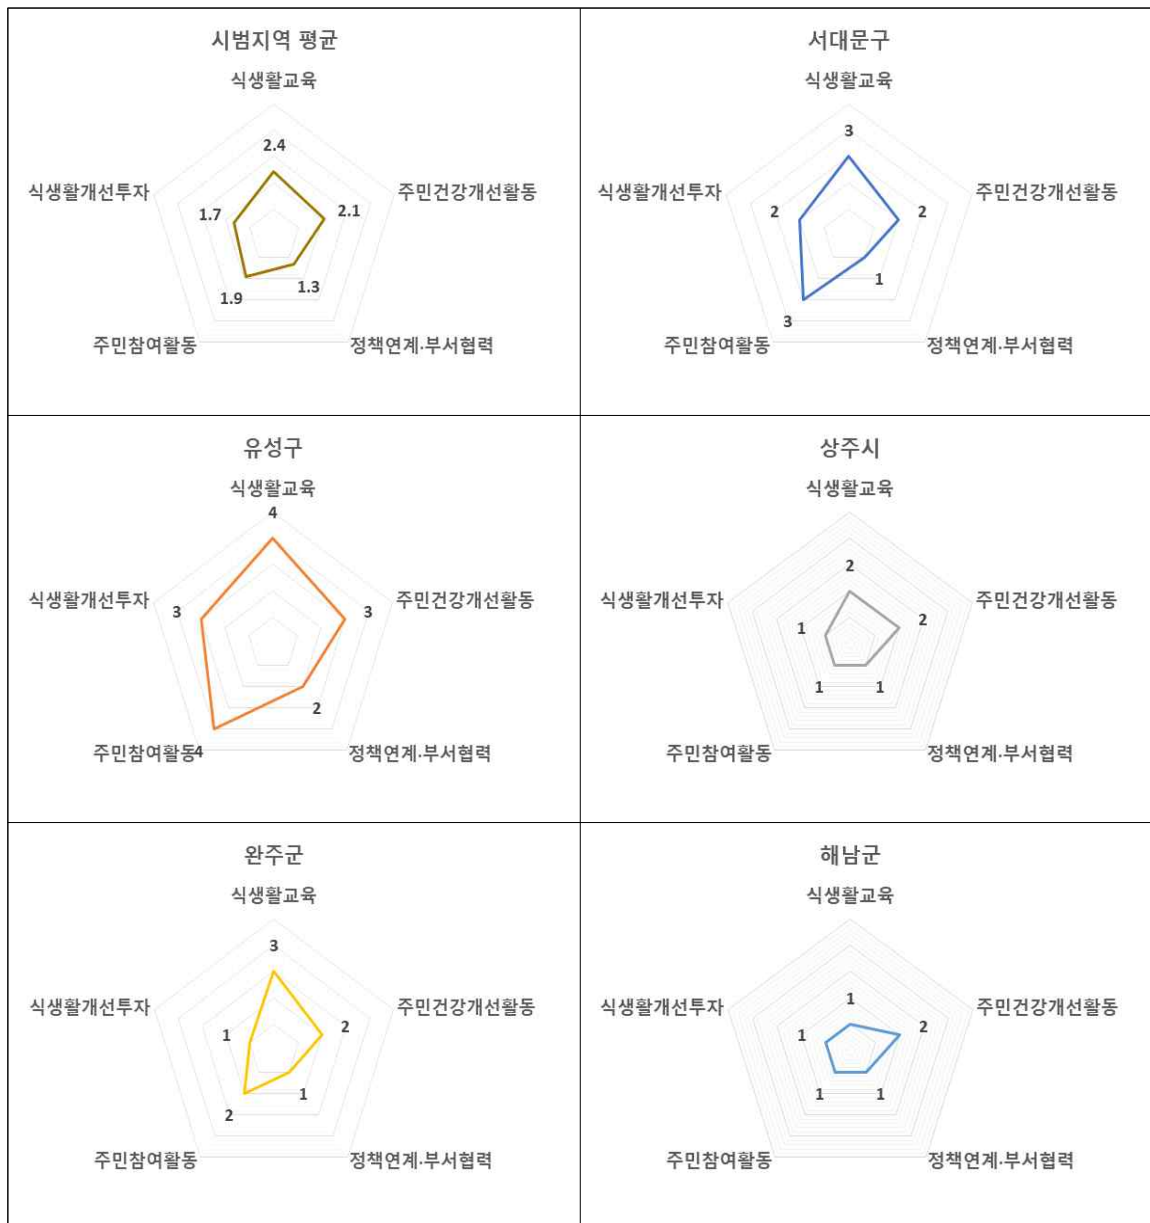 시범지역 평균
식생활교육
2.4
식생활개선투자
주민건강개선활동
1.7
2.1
1.9
1.3
주민참여활동
정책연계·부서협력
서대문구
식생활교육
3
식생활개선투자
주민건강개선활동
2
2
1
3
주민참여활동
정책연계·부서협력
유성구
식생활교육
4
식생활개선투자
주민건강개선활동
3
3
2
주민참여활동
4
정책연계·부서협력
상주시
식생활교육
2
식생활개선투자
주민건강개선활동
1
2
1
1
주민참여활동
정책연계·부서협력
완주군
식생활교육
3
식생활개선투자
주민건강개선활동
1
2
2
1
주민참여활동
정책연계·부서협력
해남군
식생활교육
1
식생활개선투자
주민건강개선활동
1
2
1
1
주민참여활동
정책연계·부서협력